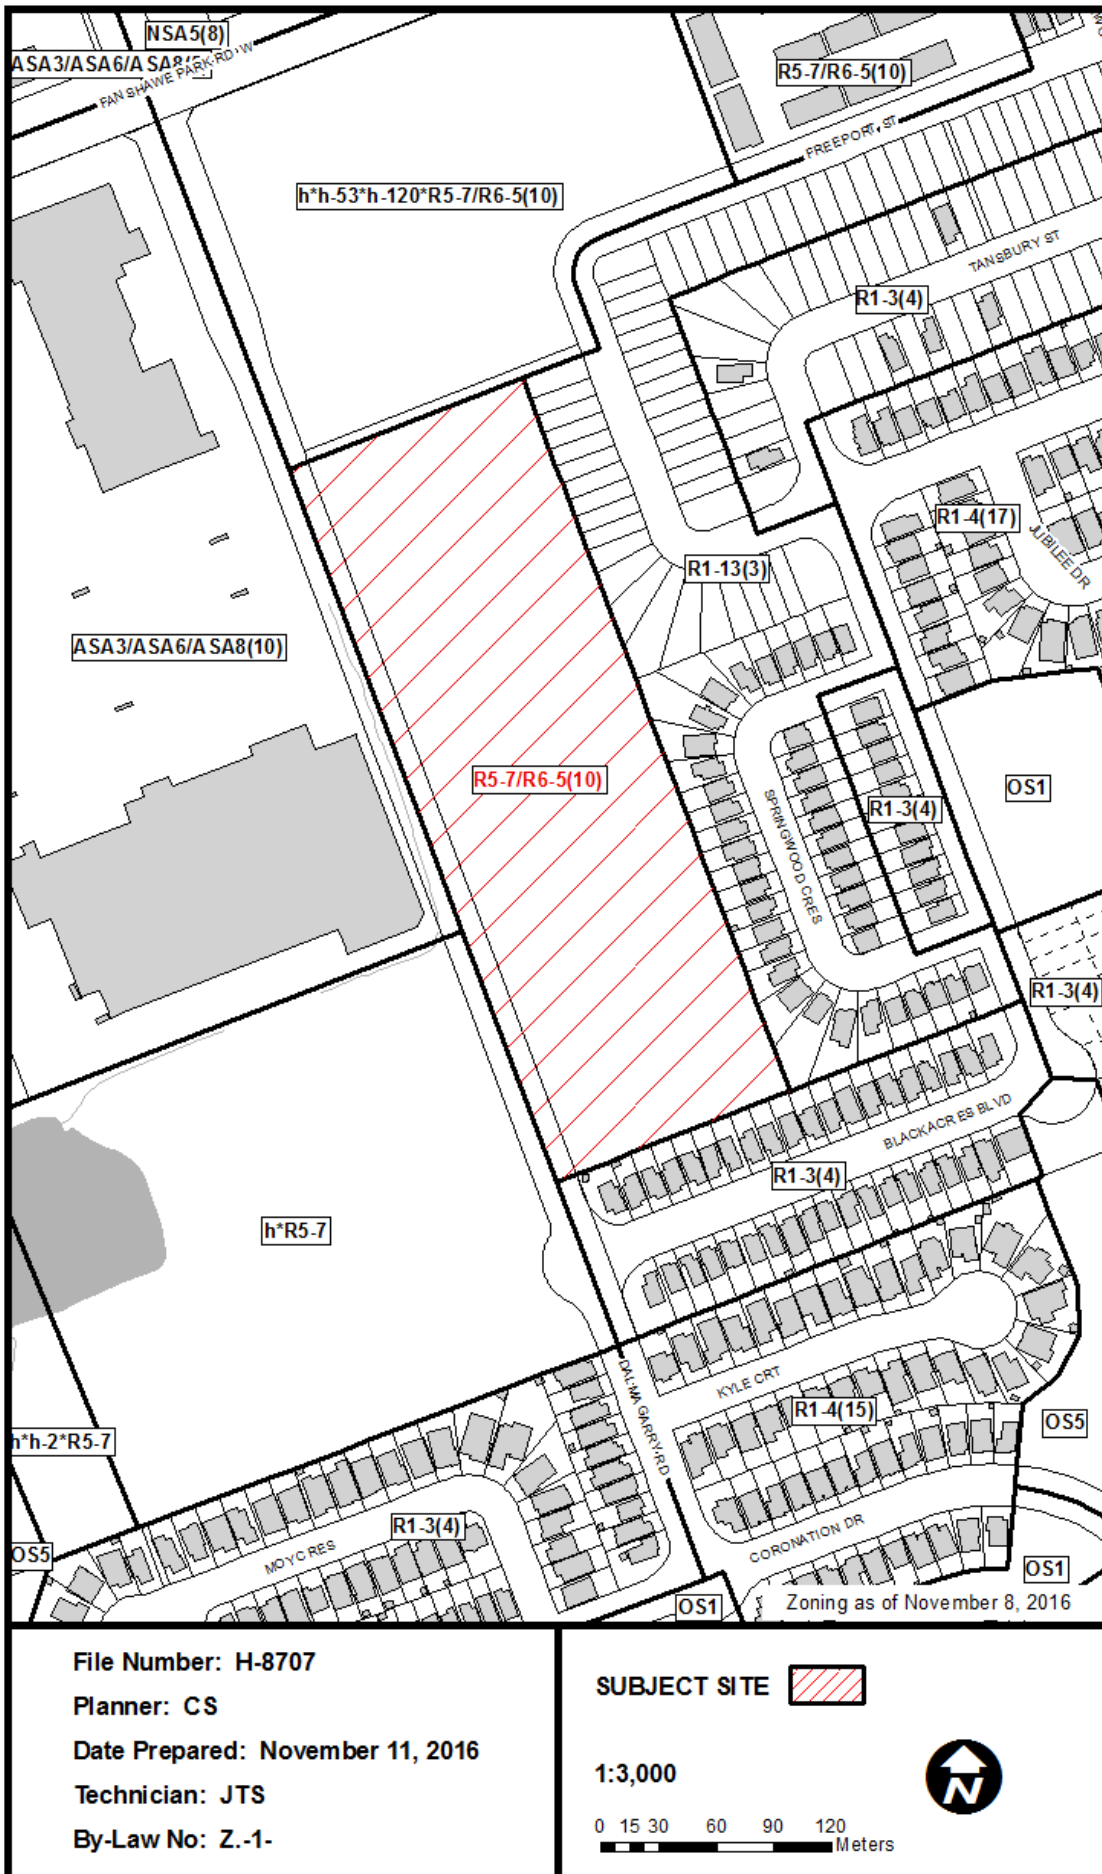 NSA5(8)
FANSHAWE PARK RD W
R5-7/R6-5(10)
FREEPORT ST
h*h-53*h-120*R5-7/R6-5(10)
TANSBURY ST
R1-3(4)
R1-4(17)
JUBILEE DR
R1-13(3)
ASA3/ASA6/ASA8(10)
R5-7/R6-5(10)
SPRINGWOOD CRES
R1-3(4)
OS1
R1-3(4)
BLACKACRES BLVD
R1-3(4)
h*R5-7
KYLE CRT
DALMAGARRY RD
R1-4(15)
OS5
h*h-2*R5-7
R1-3(4)
MOY CRES
CORONATION DR
OS5
OS1
OS1
Zoning as of November 8, 2016
File Number: H-8707
Planner: CS
Date Prepared: November 11, 2016
Technician: JTS
By-Law No: Z.-1-
SUBJECT SITE
1:3,000
N
0 15 30 60 90 120
Meters